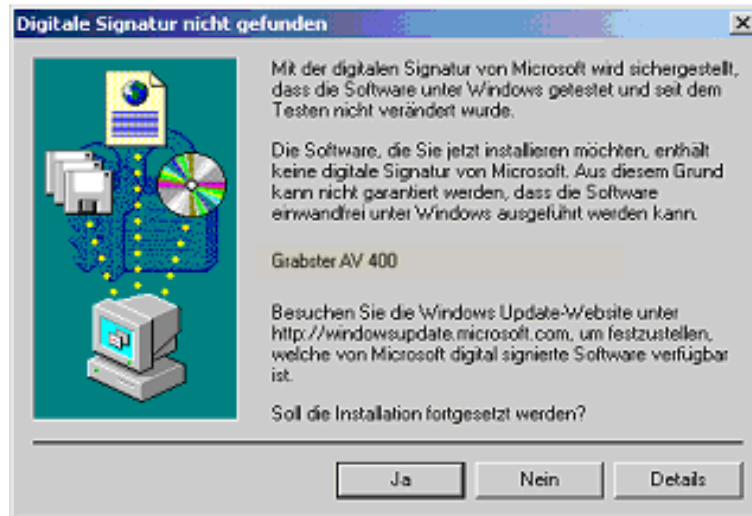 Digitale Signatur nicht gefunden
Mit der digitalen Signatur von Microsoft wird sichergestellt,
dass die Software unter Windows getestet und seit dem
Testen nicht verändert wurde.
Die Software, die Sie jetzt installieren möchten, enthält
keine digitale Signatur von Microsoft. Aus diesem Grund
kann nicht garantiert werden, dass die Software
einwandfrei unter Windows ausgeführt werden kann.
Grabster AV 400
Besuchen Sie die Windows Update-Website unter
http://windowsupdate.microsoft.com, um festzustellen,
welche von Microsoft digital signierte Software verfügbar
ist.
Soll die Installation fortgesetzt werden?
Ja
Nein
Details